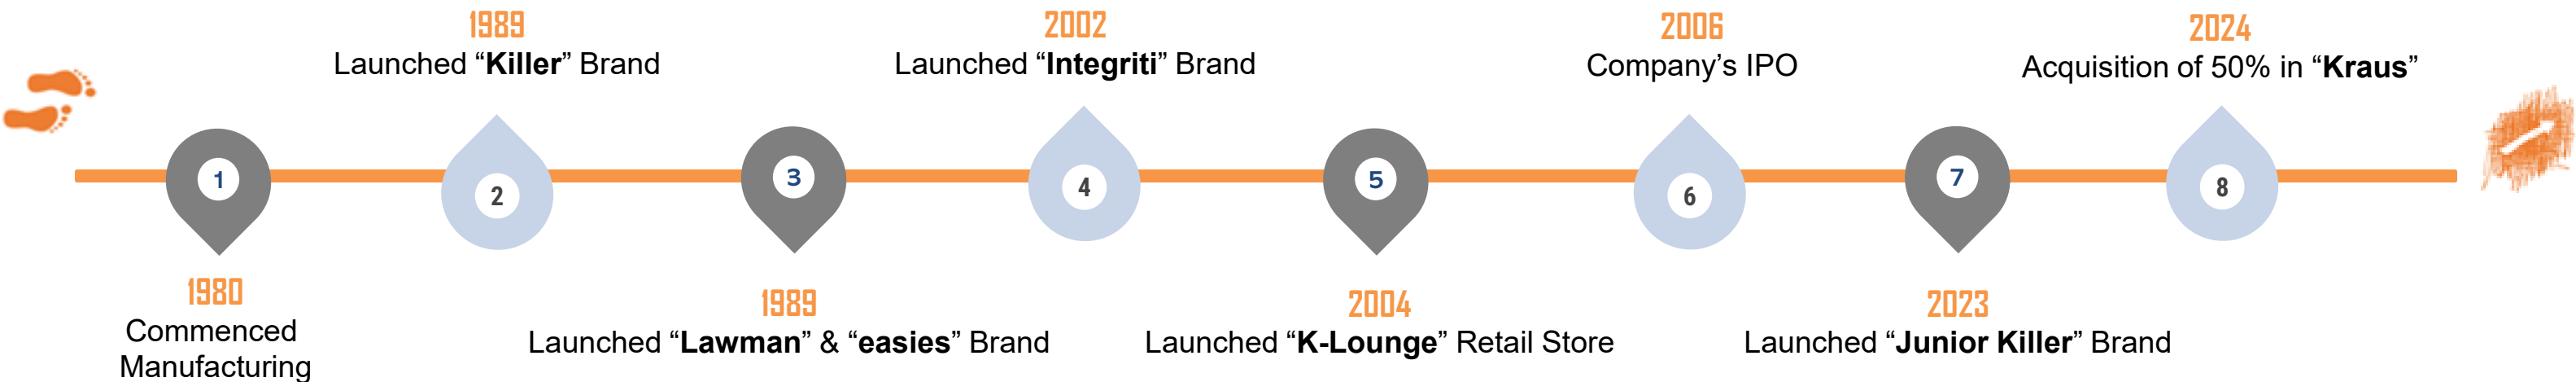 1
1980
Commenced
Manufacturing
1989
Launched “Killer” Brand
2
3
1989
Launched “Lawman” & “easies” Brand
2002
Launched “Integriti” Brand
4
5
2004
Launched “K-Lounge” Retail Store
2006
Company’s IPO
6
7
2023
Launched “Junior Killer” Brand
2024
Acquisition of 50% in “Kraus”
8